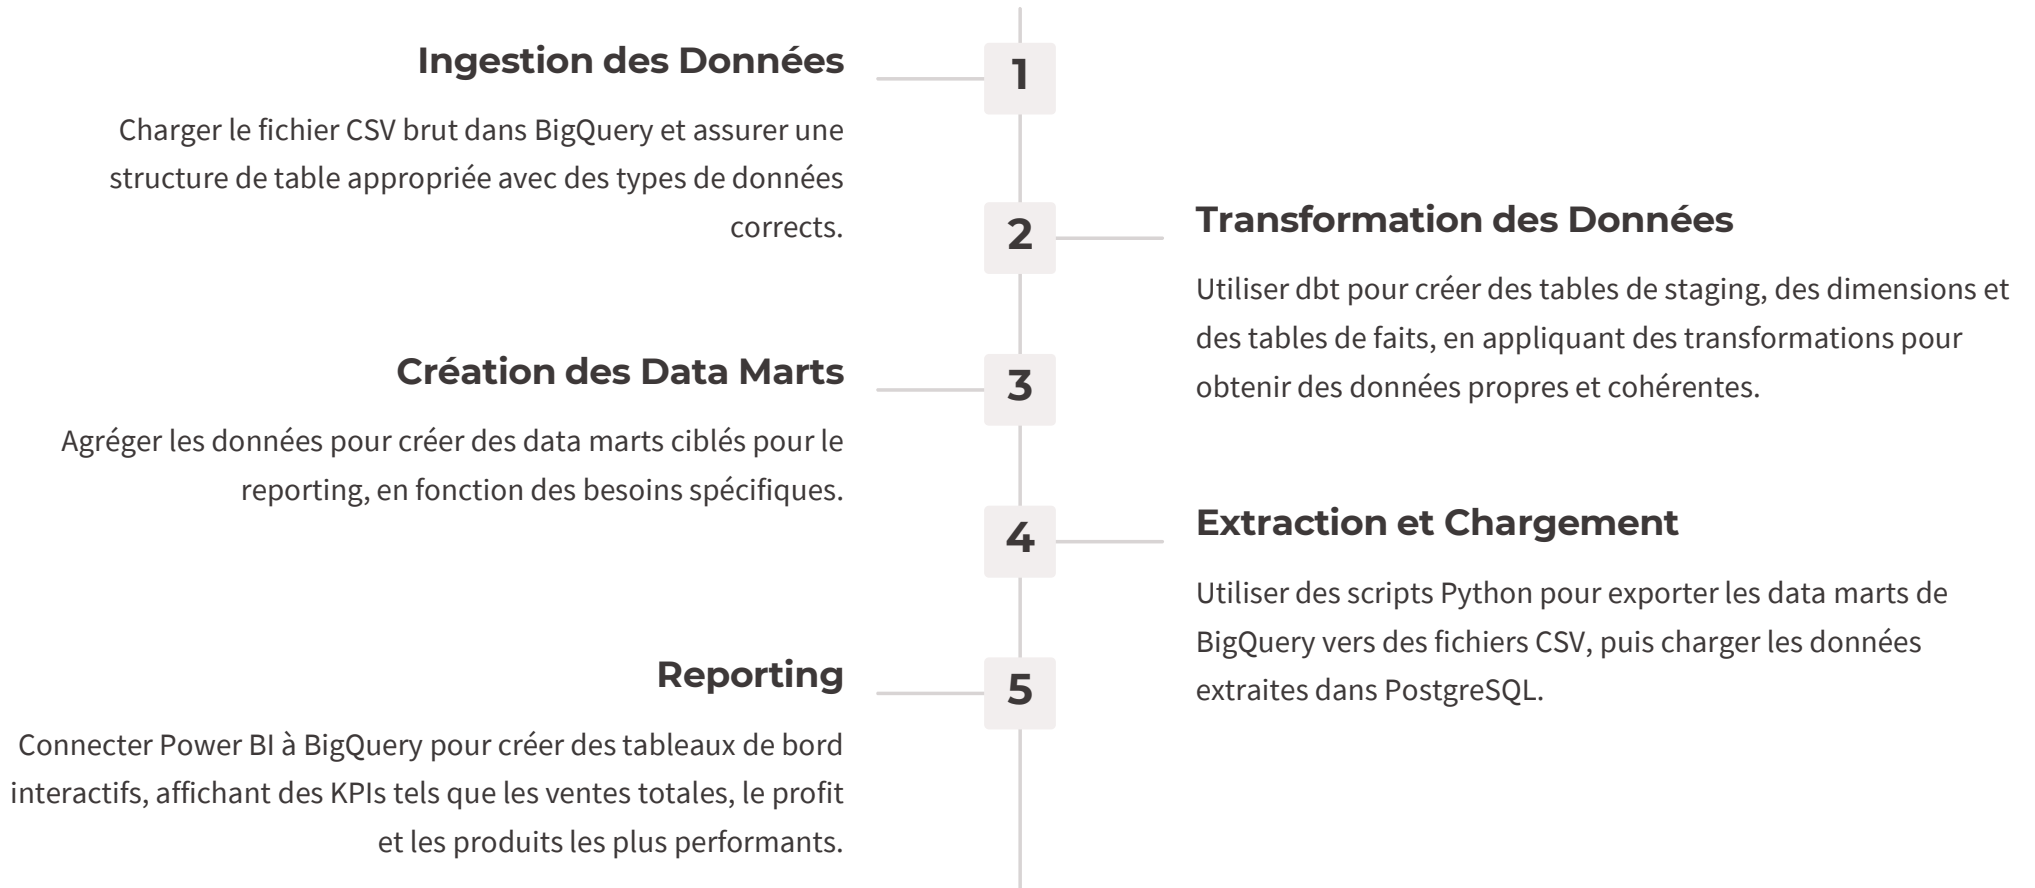 1
Ingestion des Données
Charger le fichier CSV brut dans BigQuery et assurer une
structure de table appropriée avec des types de données
corrects.
2
Transformation des Données
Utiliser dbt pour créer des tables de staging, des dimensions et
des tables de faits, en appliquant des transformations pour
obtenir des données propres et cohérentes.
3
Création des Data Marts
Agréger les données pour créer des data marts ciblés pour le
reporting, en fonction des besoins spécifiques.
4
Extraction et Chargement
Utiliser des scripts Python pour exporter les data marts de
BigQuery vers des fichiers CSV, puis charger les données
extraites dans PostgreSQL.
5
Reporting
Connecter Power BI à BigQuery pour créer des tableaux de bord
interactifs, affichant des KPIs tels que les ventes totales, le profit
et les produits les plus performants.